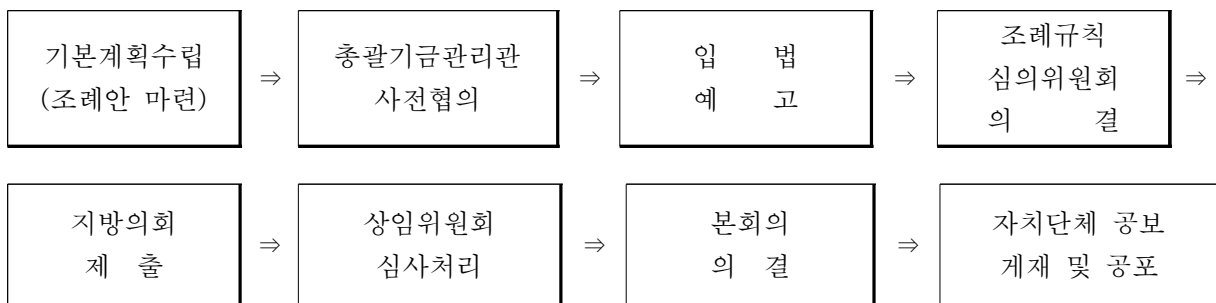 기본계획수립
(조례안 마련)
⇒
총괄기금관리관
사전협의
⇒
입 법
예 고
⇒
조례규칙
심의위원회
의 결
⇒
지방의회
제 출
⇒
상임위원회
심사처리
⇒
본회의
의 결
⇒
자치단체 공보
게재 및 공포